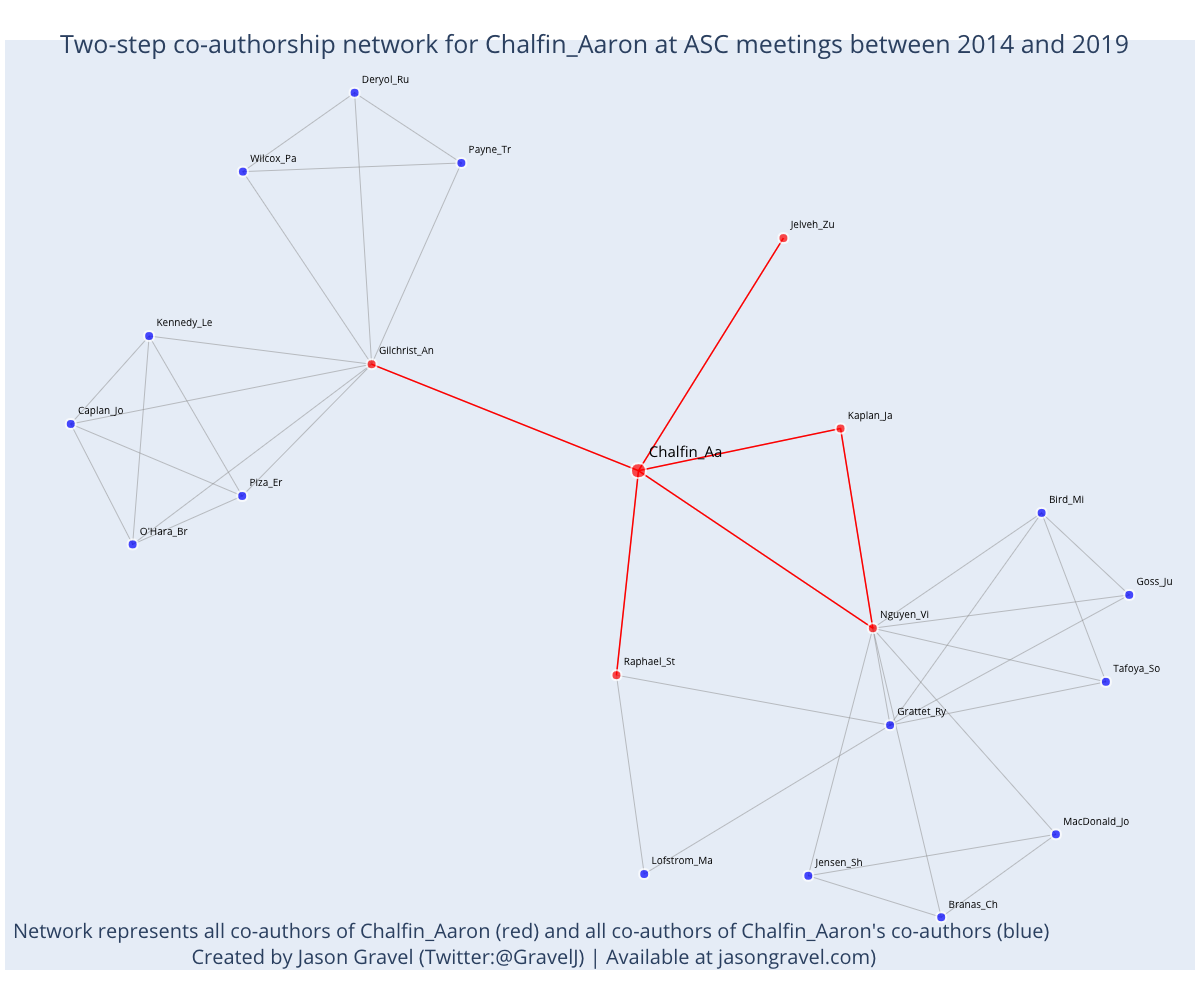 Two-step co-authorship network for Chalfin_Aaron at ASC meetings between 2014 and 2019
Deryol_Ru
Payne_Tr
Wilcox_Pa
Jelveh_Zu
Kennedy_Le
Gilchrist_An
Caplan_Jo
Kaplan_Ja
Chalfin_Aa
Piza_Er
Bird_Mi
O'Hara_Br
Goss_Ju
Nguyen_Vi
Raphael_St
Tafoya_So
Grattet_Ry
MacDonald_Jo
Lofstrom_Ma
Jensen_Sh
Branas_Ch
Network represents all co-authors of Chalfin_Aaron (red) and all co-authors of Chalfin_Aaron's co-authors (blue)
Created by Jason Gravel (Twitter:@GravelJ) | Available at jasongravel.com)